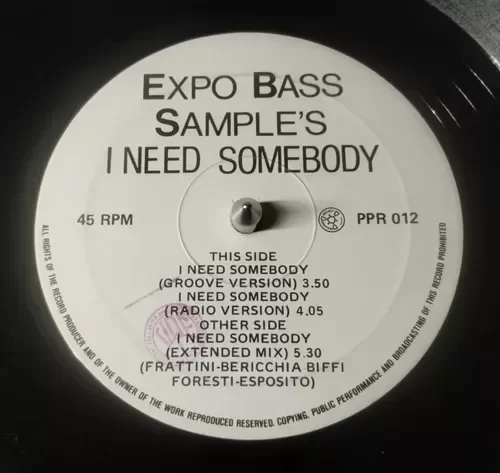 EXPO BASS
SAMPLE'S
I NEED SOMEBODY
45 RPM
PPR 012
THIS SIDE
I NEED SOMEBODY
(GROOVE VERSION) 3.50
I NEED SOMEBODY
(RADIO VERSION) 4.05
OTHER SIDE
I NEED SOMEBODY
(EXTENDED MIX) 5.30
(FRATTINI-BERICCHIA BIFFI
FORESTI-ESPOSITO)
ALL RIGHTS OF THE RECORD PRODUCER AND OF THE OWNER OF THE WORK REPRODUCED RESERVED. COPYING, PUBLIC PERFORMANCE AND BROADCASTING OF THIS RECORD PROHIBITED